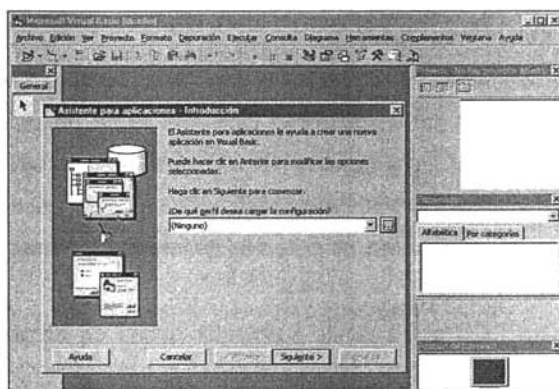 Microsoft Visual Basic [diseño]
Archivo Edición Ver Proyecto Formato Depuración Ejecutar Consulta Diagrama Herramientas Complementos Ventana Ayuda
General
Asistente para aplicaciones - Introducción
El Asistente para aplicaciones le ayuda a crear una nueva
aplicación en Visual Basic.
Puede hacer clic en Anterior para modificar las opciones
seleccionadas.
Haga clic en Siguiente para comenzar.
¿De qué perfil desea cargar la configuración?
(Ninguno)
Ayuda
Cancelar
Siguiente >
Alfabética
Por categorías